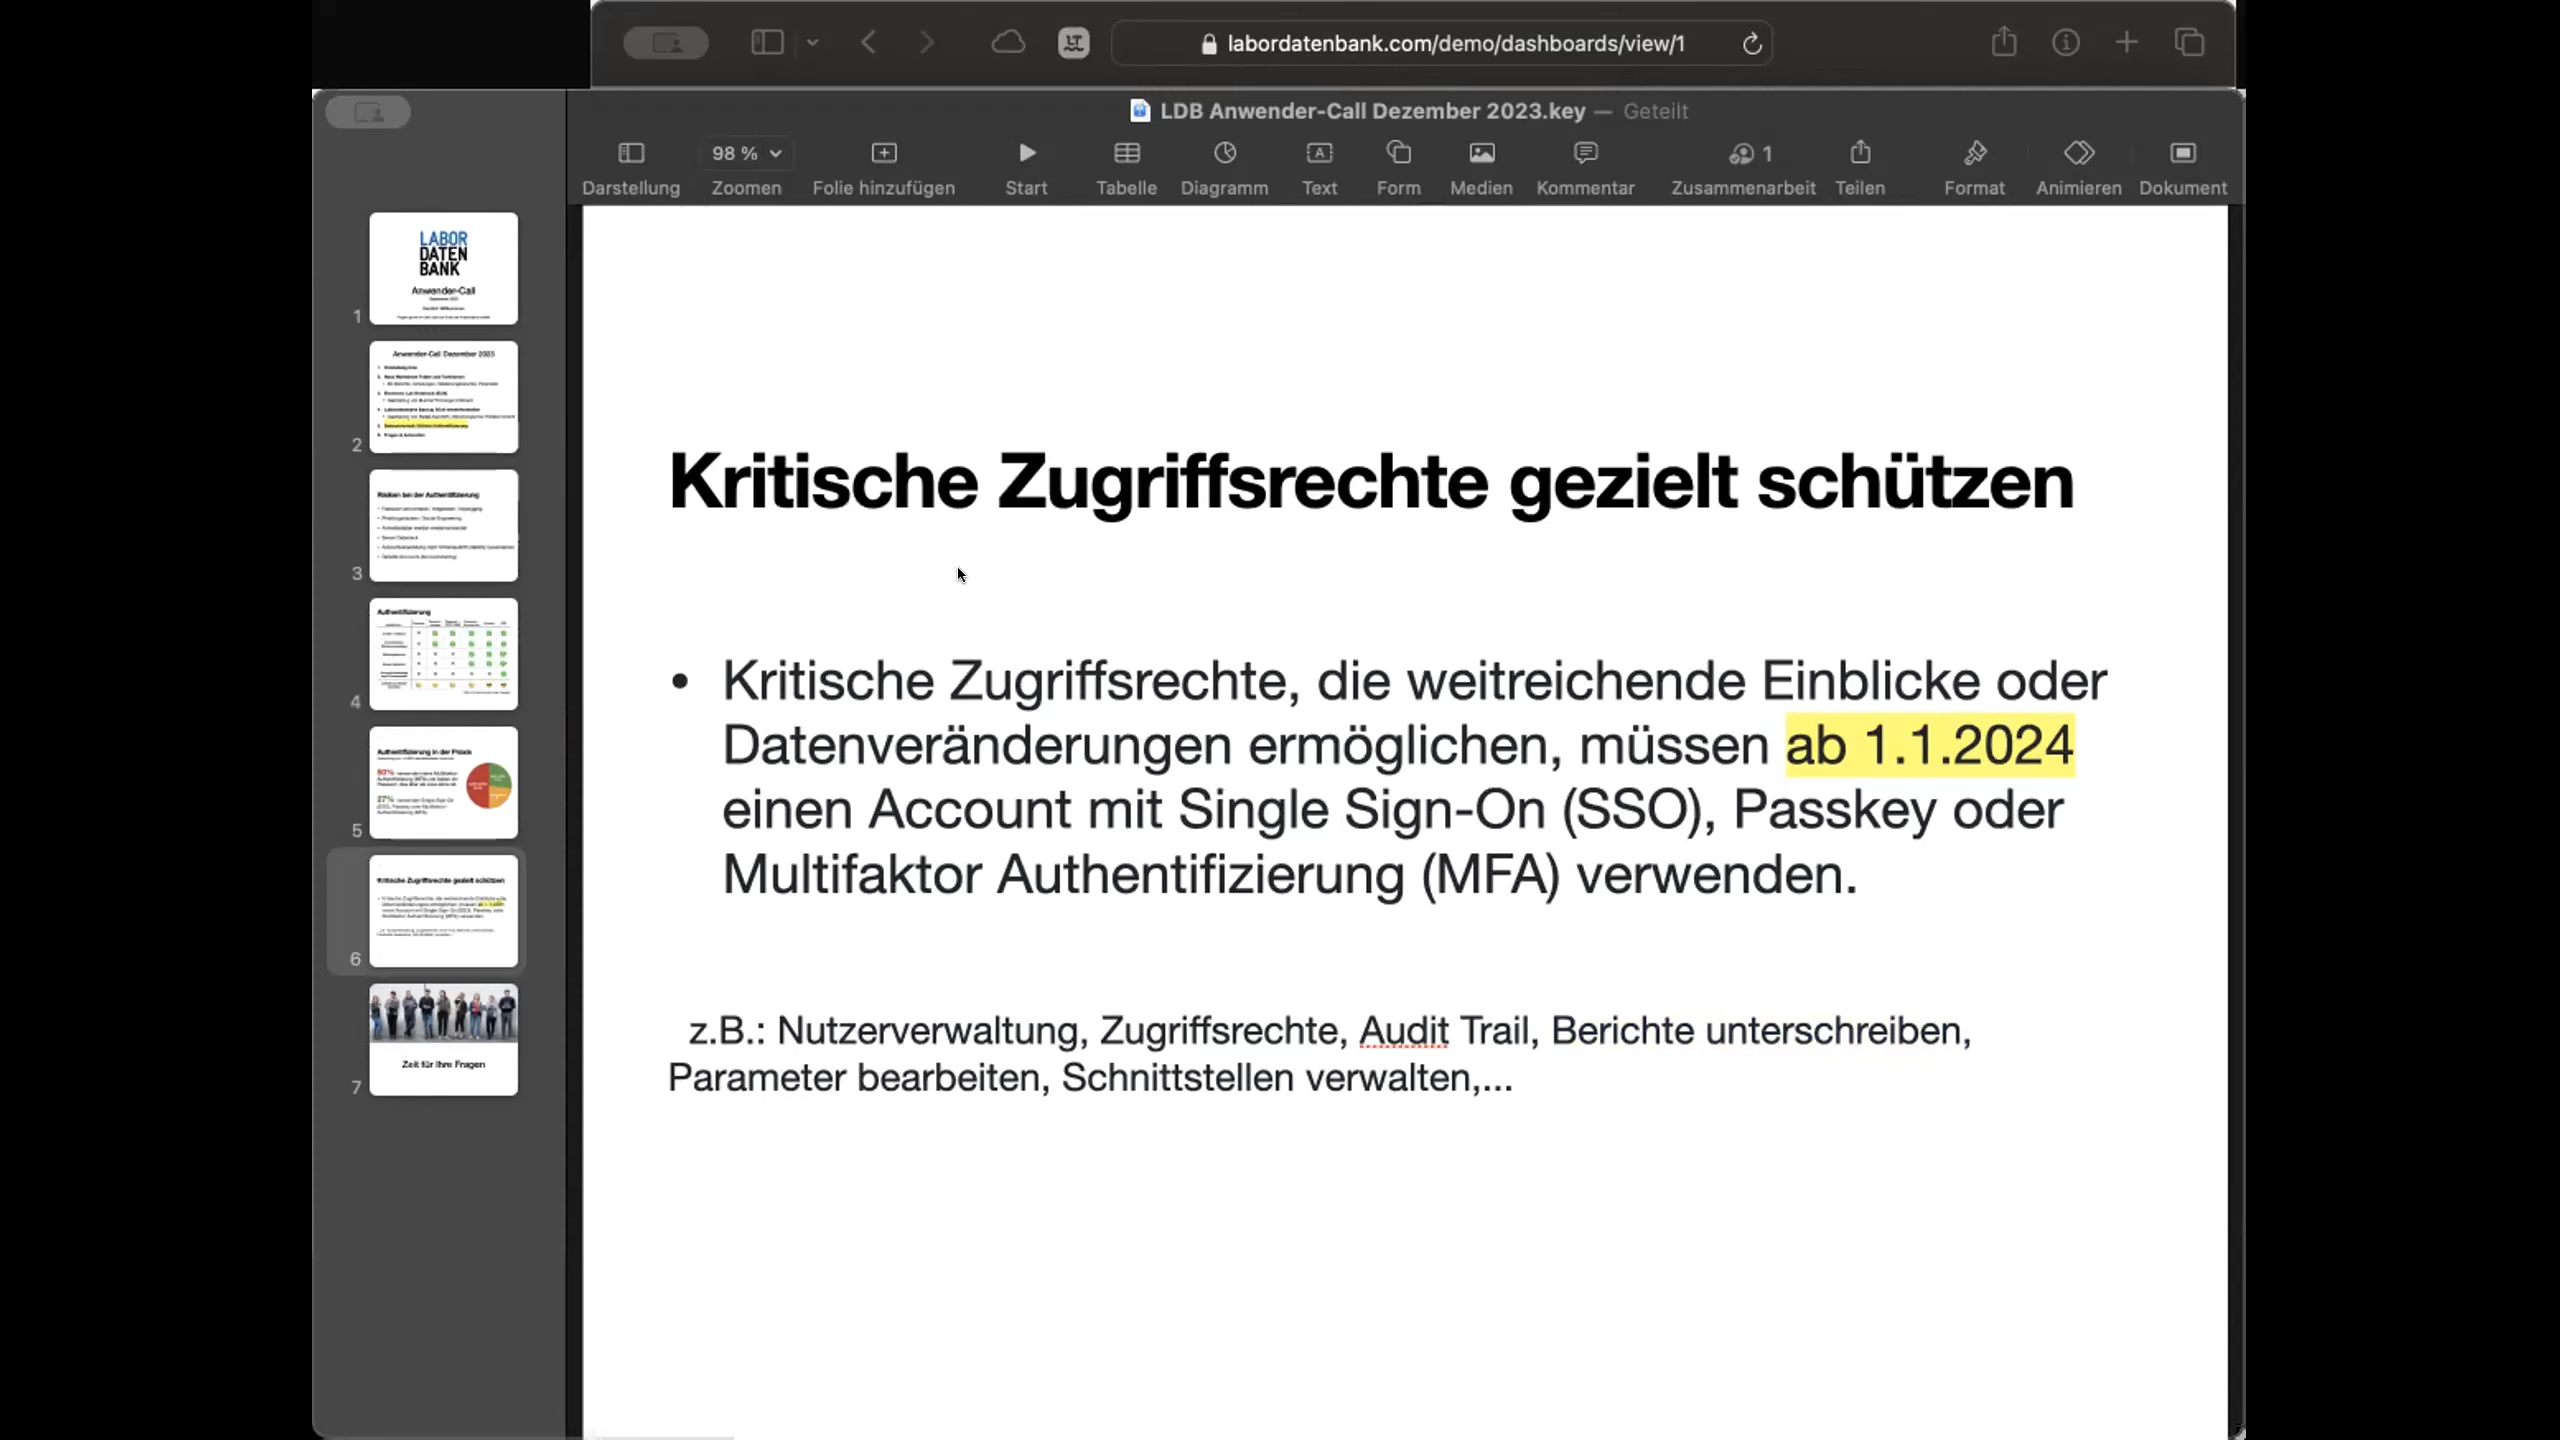 labordatenbank.com/demo/dashboards/view/1
LDB Anwender-Call Dezember 2023.key — Geteilt
98 %
1
Darstellung Zoomen Folie hinzufügen Start Tabelle Diagramm Text Form Medien Kommentar Zusammenarbeit Teilen Format Animieren Dokument
LABOR
DATEN
BANK
Anwender-Call
1
Anwender-Call Dezember 2023
2
Risiken bei der Authentifizierung
3
Authentifizierung
4
Authentifizierung in der Praxis
5
Kritische Zugriffsrechte gezielt schützen
6
Zeit für Ihre Fragen
7
Kritische Zugriffsrechte gezielt schützen
• Kritische Zugriffsrechte, die weitreichende Einblicke oder
Datenveränderungen ermöglichen, müssen ab 1.1.2024
einen Account mit Single Sign-On (SSO), Passkey oder
Multifaktor Authentifizierung (MFA) verwenden.
z.B.: Nutzerverwaltung, Zugriffsrechte, Audit Trail, Berichte unterschreiben,
Parameter bearbeiten, Schnittstellen verwalten,...